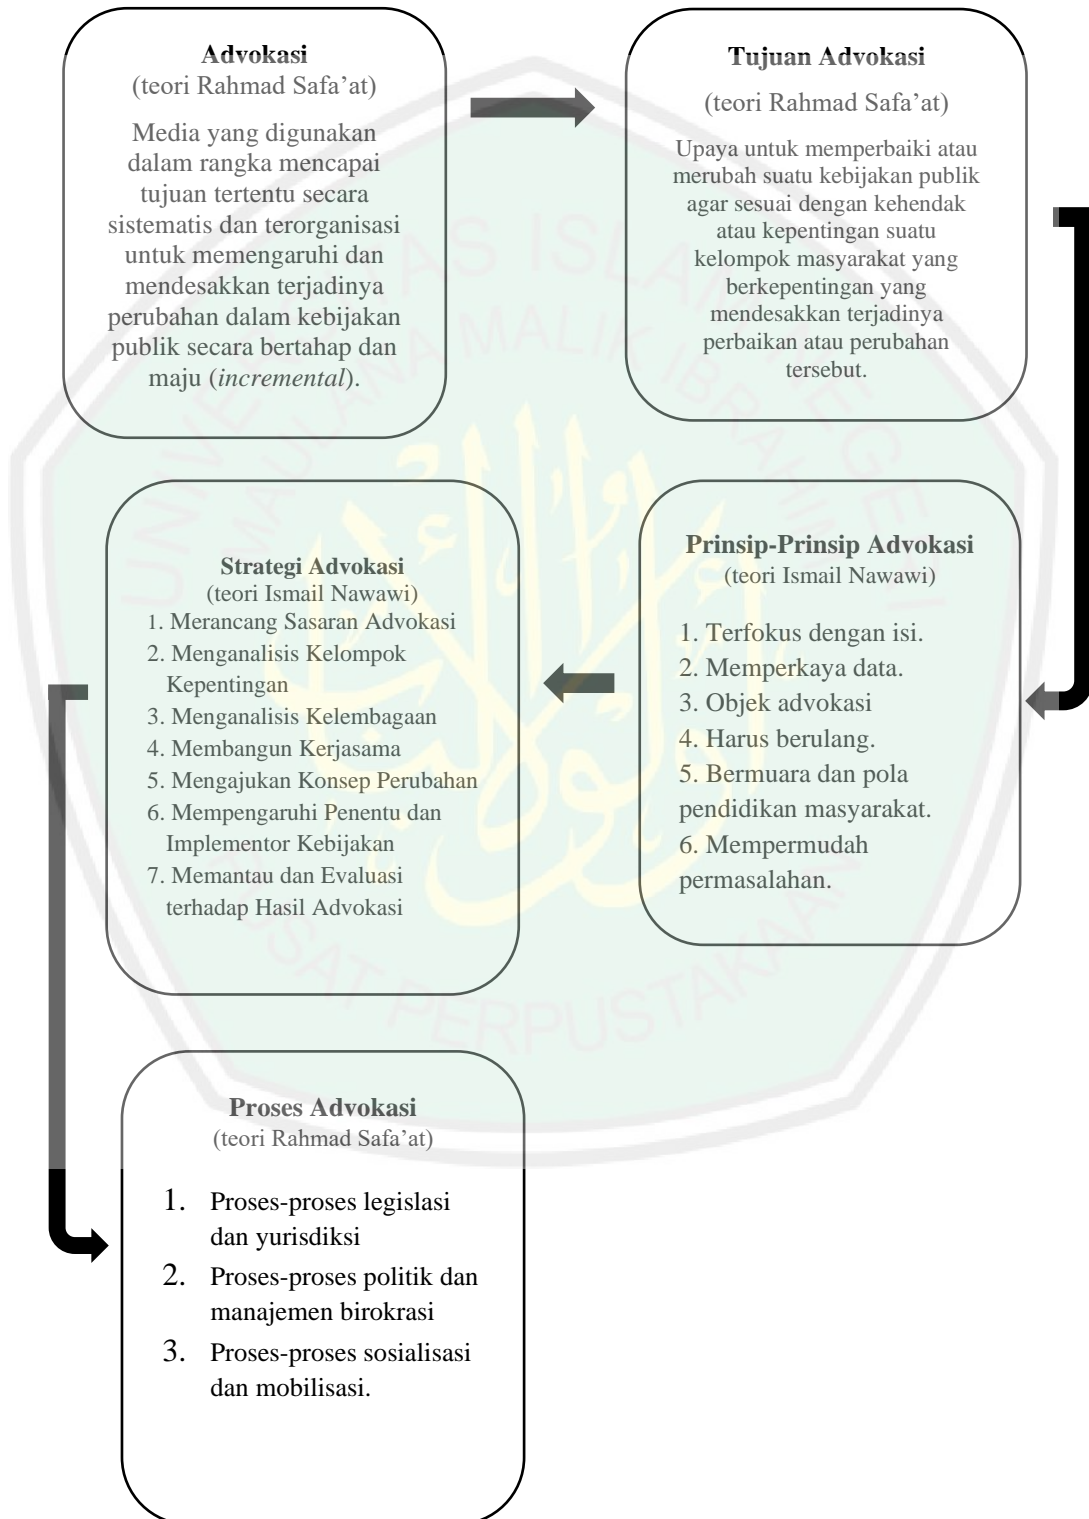 Advokasi
(teori Rahmad Safa’at)
Media yang digunakan
dalam rangka mencapai
tujuan tertentu secara
sistematis dan terorganisasi
untuk memengaruhi dan
mendesakkan terjadinya
perubahan dalam kebijakan
publik secara bertahap dan
maju (incremental).
Tujuan Advokasi
(teori Rahmad Safa’at)
Upaya untuk memperbaiki atau
merubah suatu kebijakan publik
agar sesuai dengan kehendak
atau kepentingan suatu
kelompok masyarakat yang
berkepentingan yang
mendesakkan terjadinya
perbaikan atau perubahan
tersebut.
Prinsip-Prinsip Advokasi
(teori Ismail Nawawi)
1. Terfokus dengan isi.
2. Memperkaya data.
3. Objek advokasi
4. Harus berulang.
5. Bermuara dan pola
pendidikan masyarakat.
6. Mempermudah
permasalahan.
Strategi Advokasi
(teori Ismail Nawawi)
1. Merancang Sasaran Advokasi
2. Menganalisis Kelompok
Kepentingan
3. Menganalisis Kelembagaan
4. Membangun Kerjasama
5. Mengajukan Konsep Perubahan
6. Mempengaruhi Penentu dan
Implementor Kebijakan
7. Memantau dan Evaluasi
terhadap Hasil Advokasi
Proses Advokasi
(teori Rahmad Safa’at)
1. Proses-proses legislasi
dan yurisdiksi
2. Proses-proses politik dan
manajemen birokrasi
3. Proses-proses sosialisasi
dan mobilisasi.
UNIVERSITAS ISLAM NEGERI
MAULANA MALIK IBRAHIM
PUSAT PERPUSTAKAAN